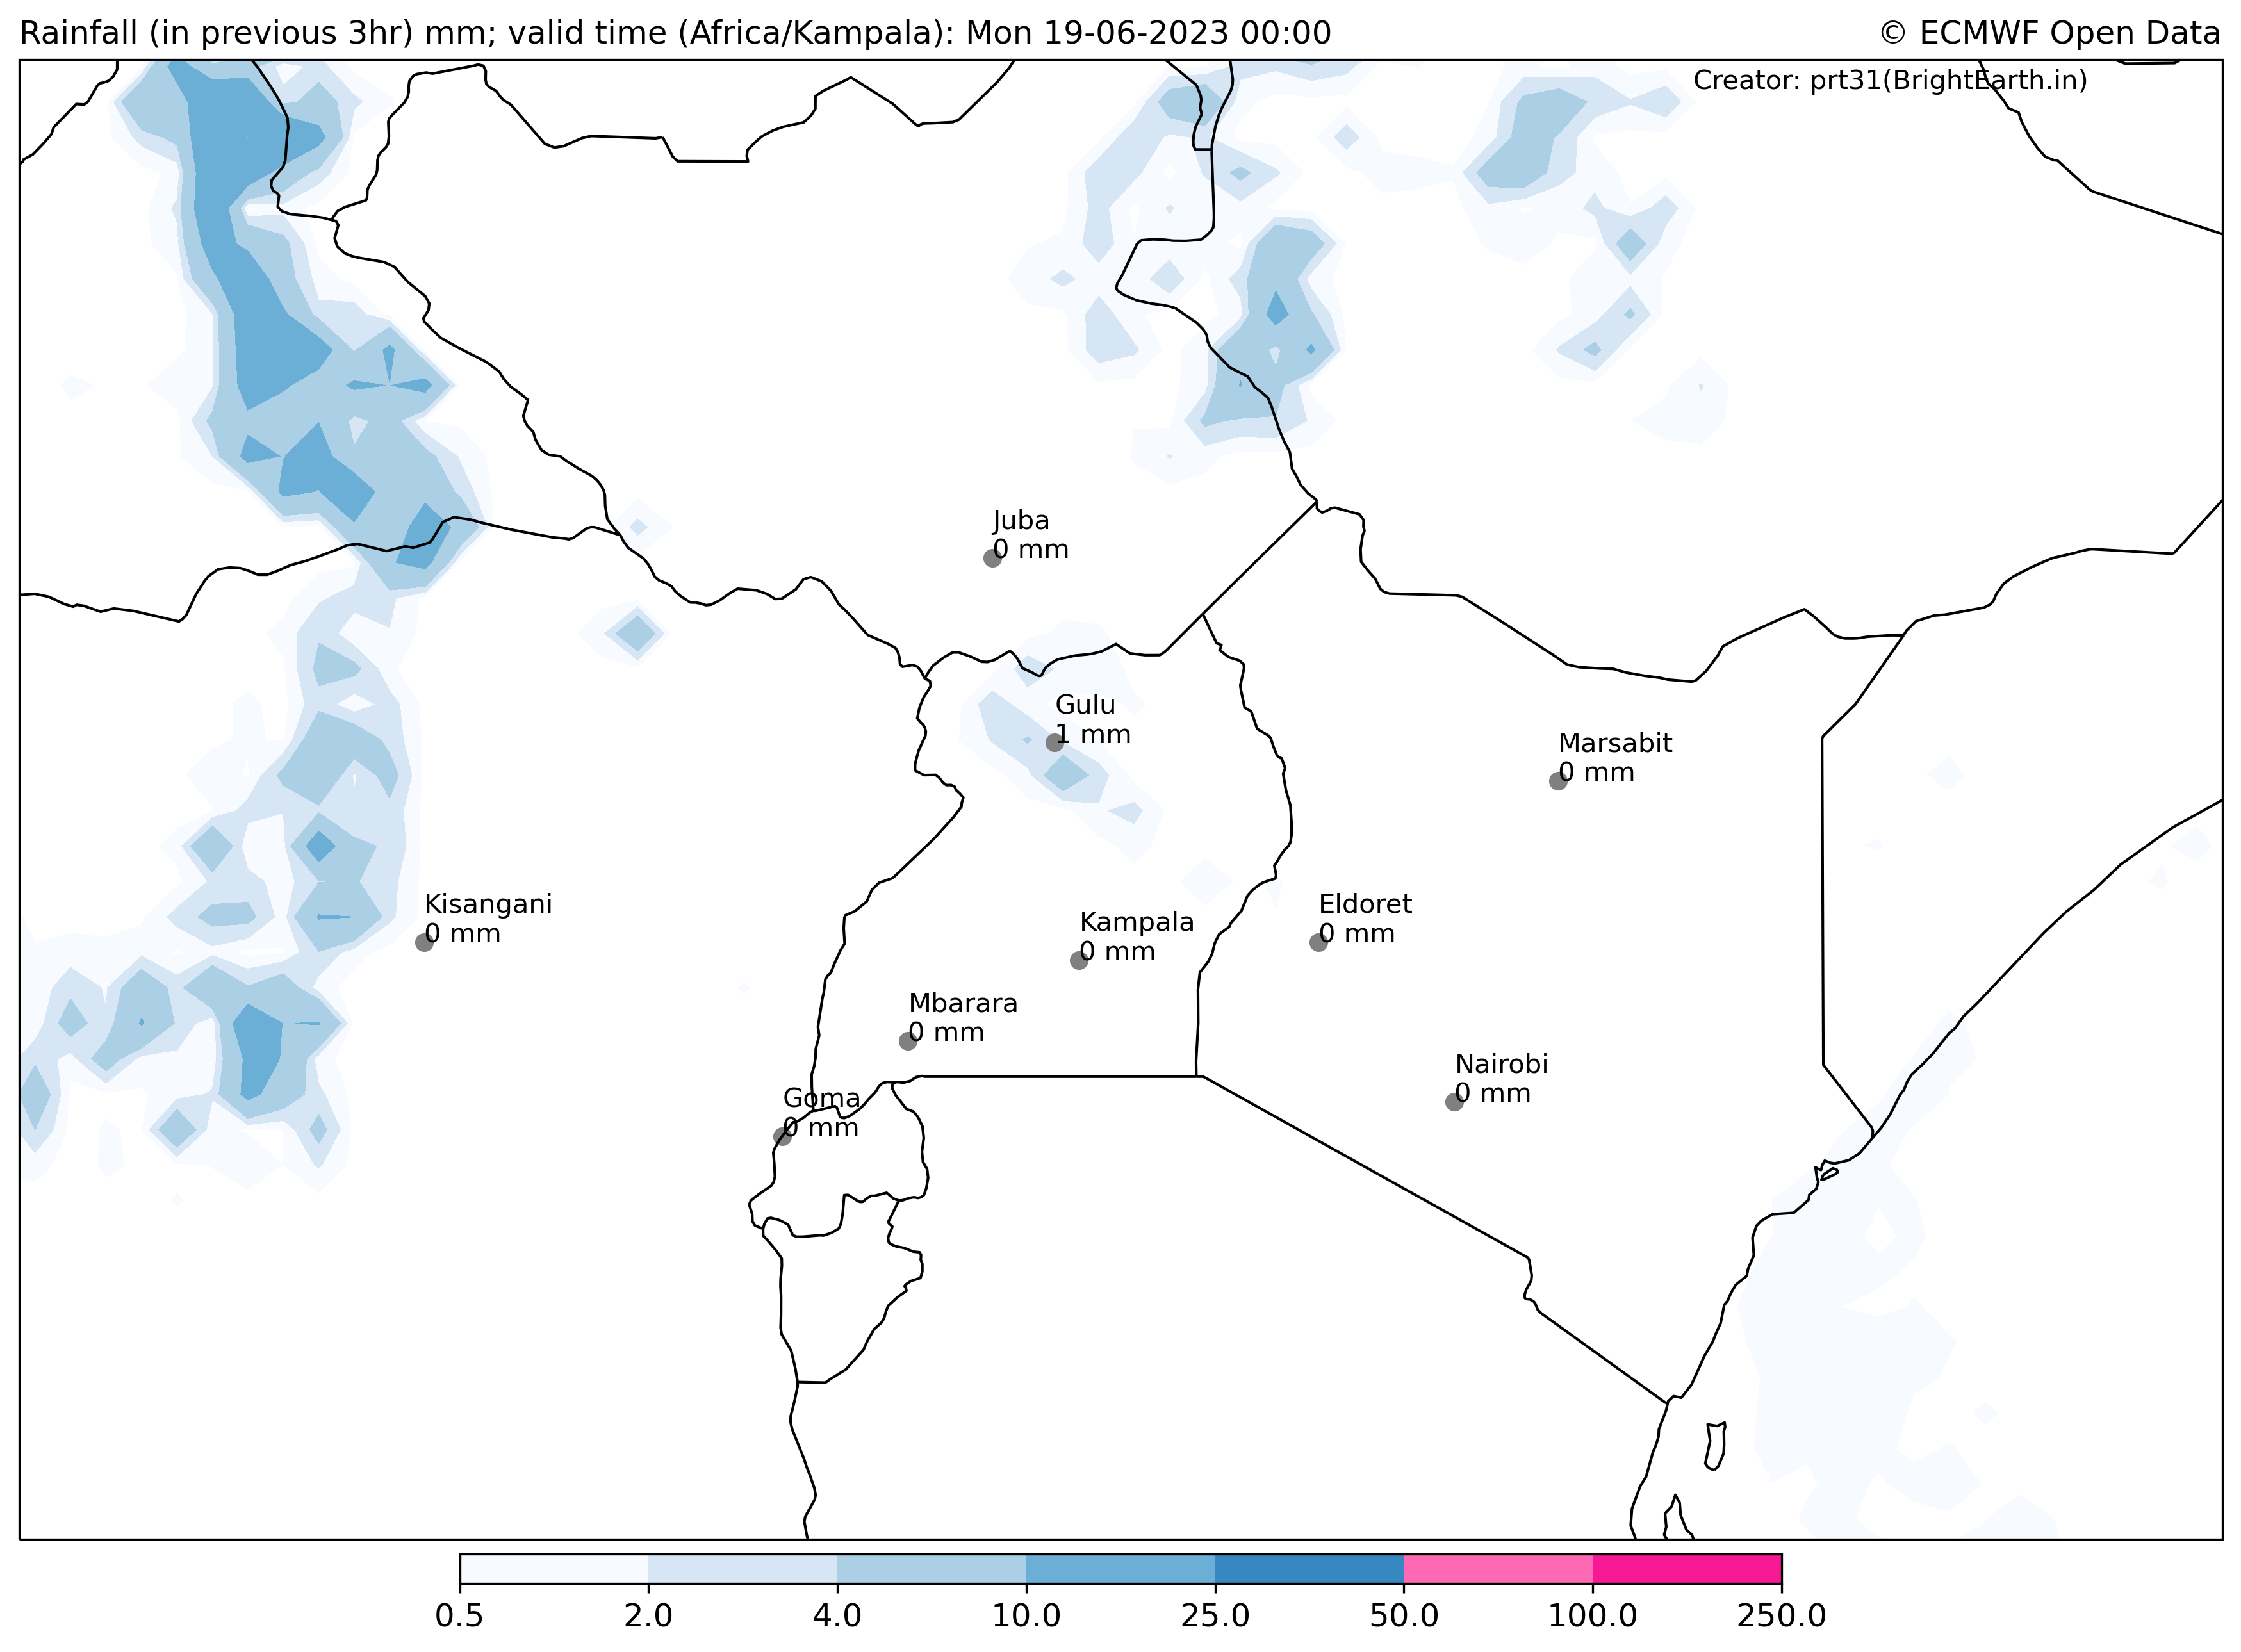 Rainfall (in previous 3hr) mm; valid time (Africa/Kampala): Mon 19-06-2023 00:00
© ECMWF Open Data
Creator: prt31(BrightEarth.in)
Juba
0 mm
Gulu
1 mm
Marsabit
0 mm
Kisangani
0 mm
Eldoret
0 mm
Kampala
0 mm
Mbarara
0 mm
Nairobi
0 mm
Goma
0 mm
0.5 2.0 4.0 10.0 25.0 50.0 100.0 250.0